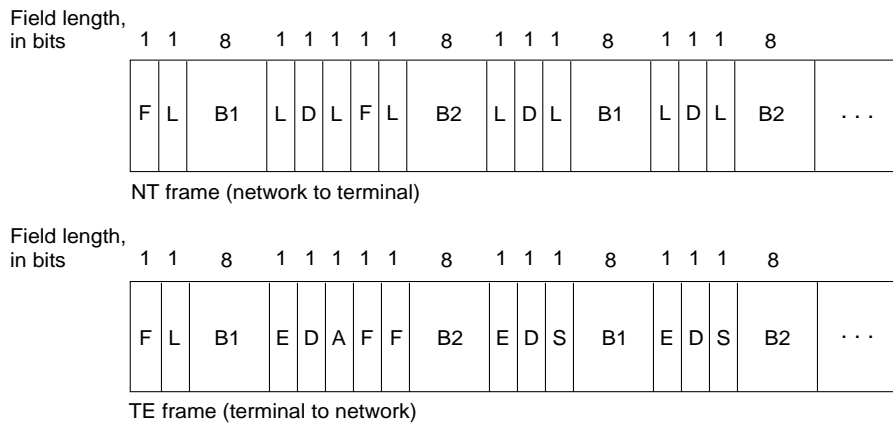 Field length,
in bits 1 1 8 1 1 1 1 1 8 1 1 1 8 1 1 1 8
F L B1 L D L F L B2 L D L B1 L D L B2 . . .
NT frame (network to terminal)
Field length,
in bits 1 1 8 1 1 1 1 1 8 1 1 1 8 1 1 1 8
F L B1 E D A F F B2 E D S B1 E D S B2 . . .
TE frame (terminal to network)